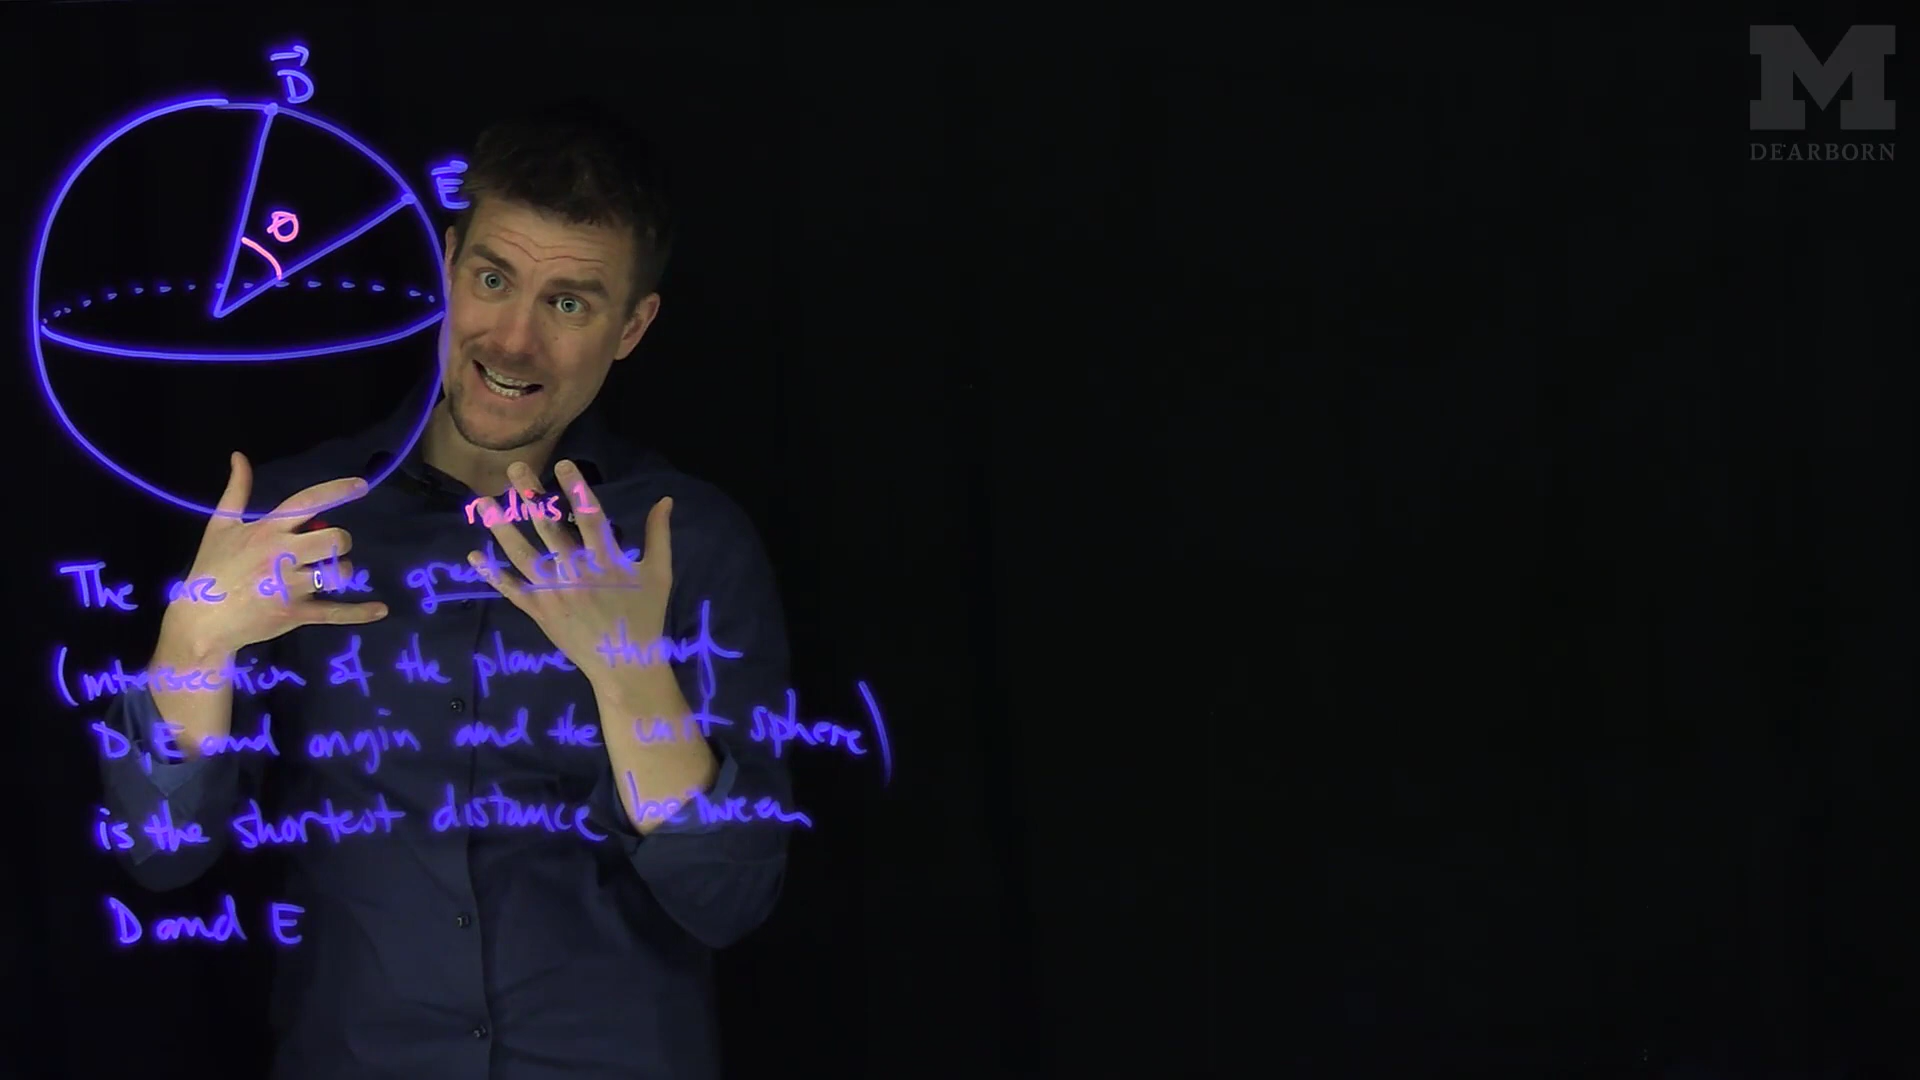 D
E
θ
radius 1
The arc of the great circle
(intersection of the plane through
D, E and origin and the unit sphere)
is the shortest distance between
D and E
M
DEARBORN